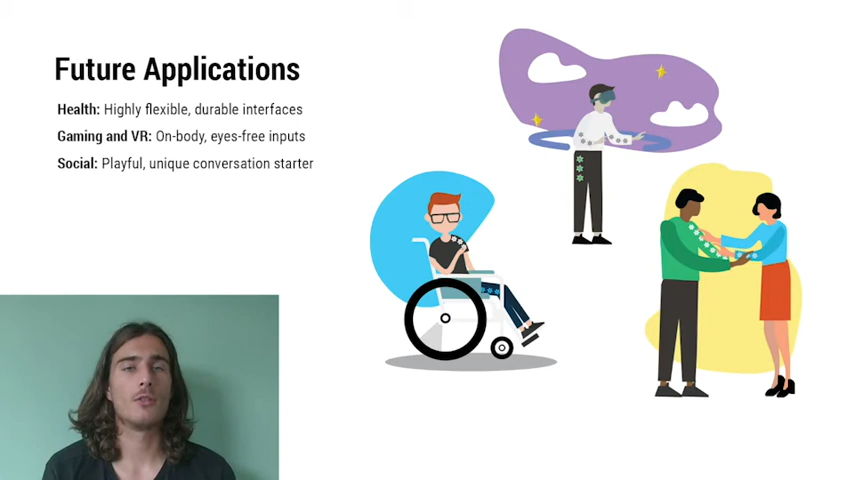 Future Applications
Health: Highly flexible, durable interfaces
Gaming and VR: On-body, eyes-free inputs
Social: Playful, unique conversation starter